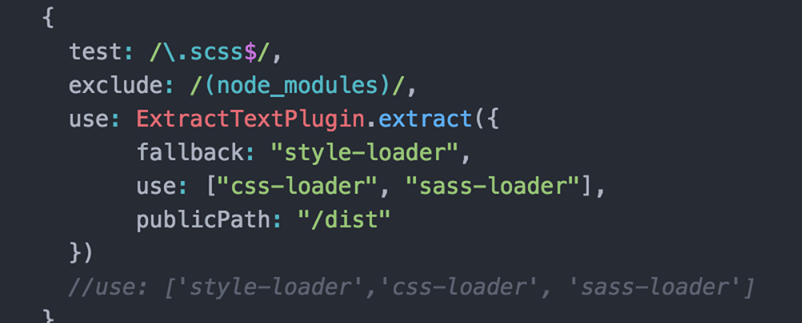 {
test: /\.scss$/,
exclude: /(node_modules)/,
use: ExtractTextPlugin.extract({
fallback: "style-loader",
use: ["css-loader", "sass-loader"],
publicPath: "/dist"
})
//use: ['style-loader','css-loader', 'sass-loader']
}